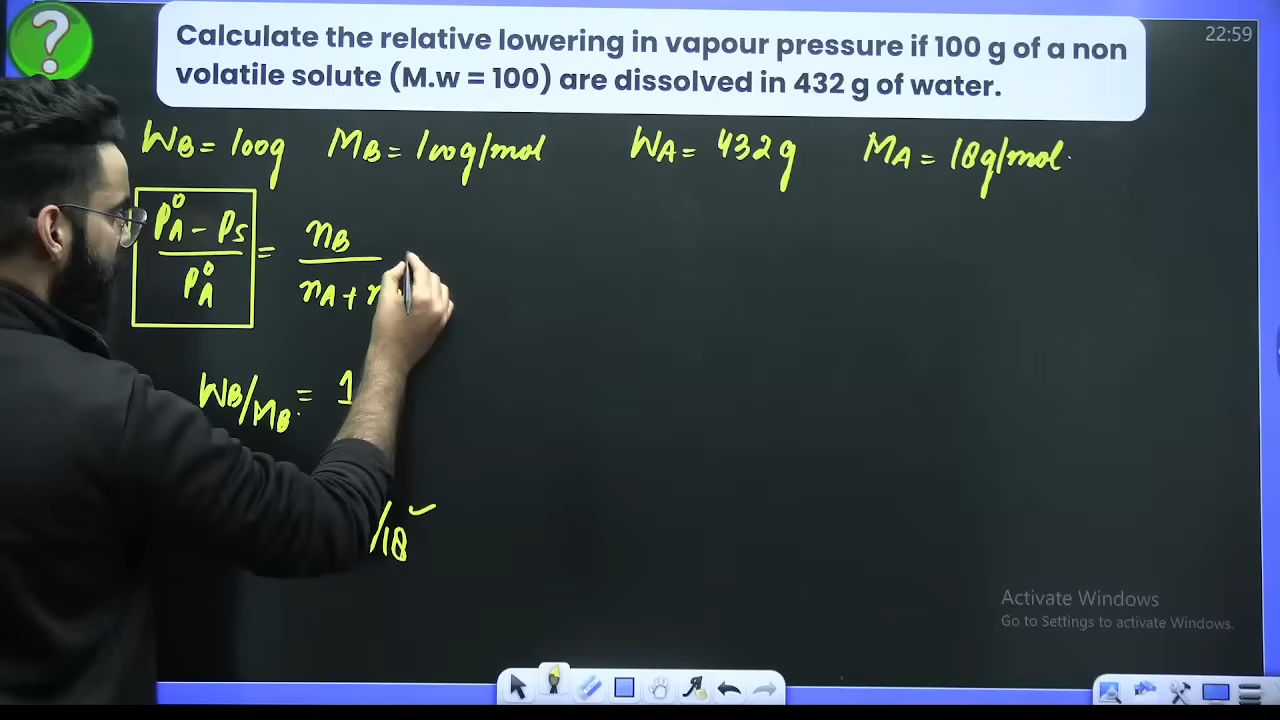 ?
22:59
Calculate the relative lowering in vapour pressure if 100 g of a non
volatile solute (M.w = 100) are dissolved in 432 g of water.
WB = 100g MB = 100g/mol WA = 432g MA = 18g/mol.
P°A - Ps / P°A = nB / nA +
WB/MB = 1
/18 ✓
Activate Windows
Go to Settings to activate Windows.